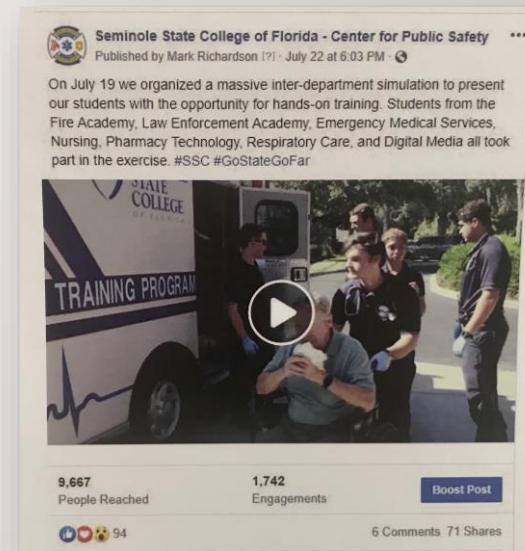 Seminole State College of Florida - Center for Public Safety
Published by Mark Richardson [?] · July 22 at 6:03 PM ·
On July 19 we organized a massive inter-department simulation to present
our students with the opportunity for hands-on training. Students from the
Fire Academy, Law Enforcement Academy, Emergency Medical Services,
Nursing, Pharmacy Technology, Respiratory Care, and Digital Media all took
part in the exercise. #SSC #GoStateGoFar
STATE
COLLEGE
OF FLORIDA
TRAINING PROGRAM
9,667
People Reached
1,742
Engagements
Boost Post
94
6 Comments 71 Shares